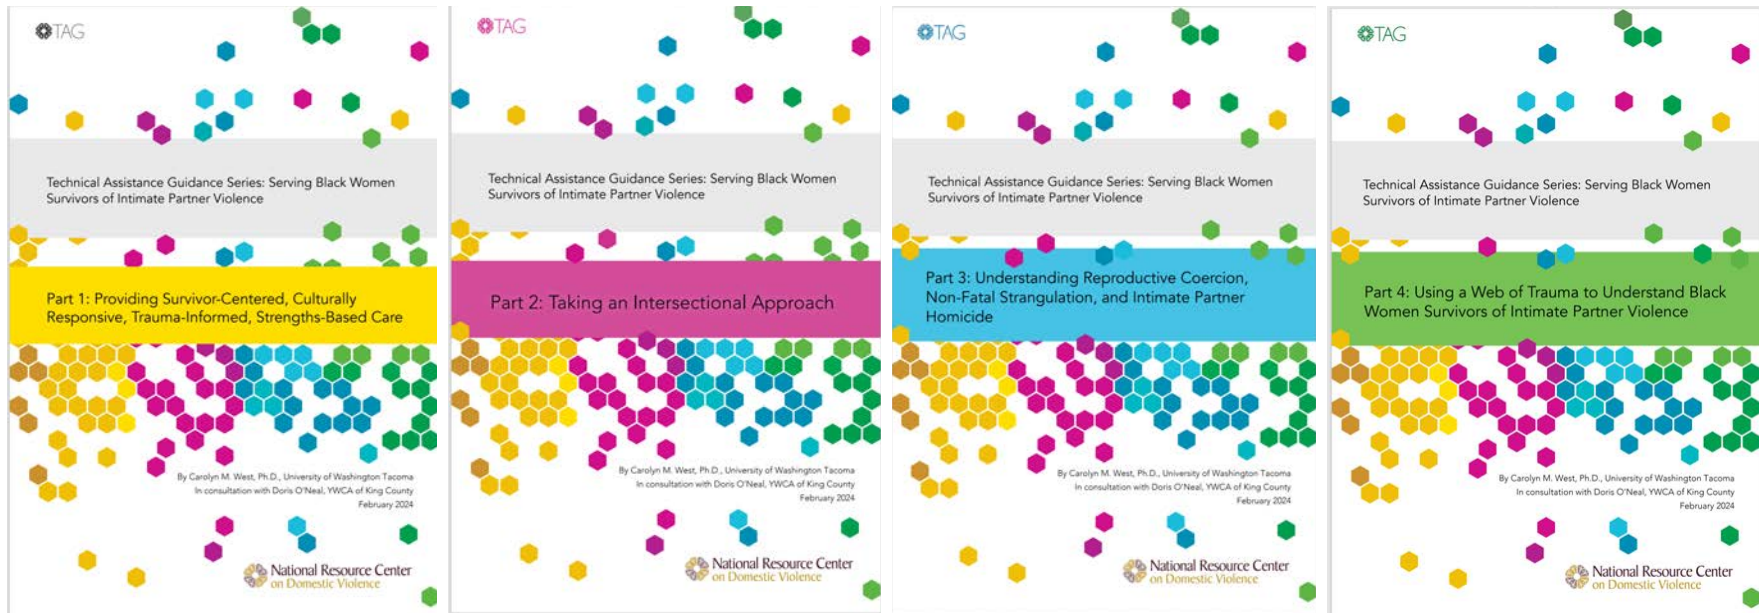 TAG
Technical Assistance Guidance Series: Serving Black Women
Survivors of Intimate Partner Violence
Part 1: Providing Survivor-Centered, Culturally
Responsive, Trauma-Informed, Strengths-Based Care
By Carolyn M. West, Ph.D., University of Washington Tacoma
In consultation with Doris O'Neal, YWCA of King County
February 2024
National Resource Center
on Domestic Violence
TAG
Technical Assistance Guidance Series: Serving Black Women
Survivors of Intimate Partner Violence
Part 2: Taking an Intersectional Approach
By Carolyn M. West, Ph.D., University of Washington Tacoma
In consultation with Doris O'Neal, YWCA of King County
February 2024
National Resource Center
on Domestic Violence
TAG
Technical Assistance Guidance Series: Serving Black Women
Survivors of Intimate Partner Violence
Part 3: Understanding Reproductive Coercion,
Non-Fatal Strangulation, and Intimate Partner
Homicide
By Carolyn M. West, Ph.D., University of Washington Tacoma
In consultation with Doris O'Neal, YWCA of King County
February 2024
National Resource Center
on Domestic Violence
TAG
Technical Assistance Guidance Series: Serving Black Women
Survivors of Intimate Partner Violence
Part 4: Using a Web of Trauma to Understand Black
Women Survivors of Intimate Partner Violence
By Carolyn M. West, Ph.D., University of Washington Tacoma
In consultation with Doris O'Neal, YWCA of King County
February 2024
National Resource Center
on Domestic Violence